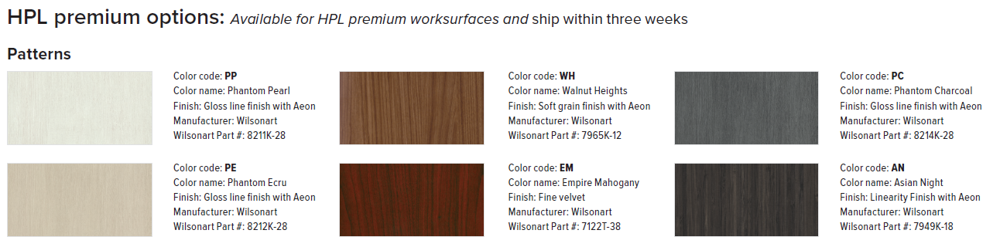 HPL premium options: Available for HPL premium worksurfaces and ship within three weeks
Patterns
Color code: PP
Color name: Phantom Pearl
Finish: Gloss line finish with Aeon
Manufacturer: Wilsonart
Wilsonart Part #: 8211K-28
Color code: WH
Color name: Walnut Heights
Finish: Soft grain finish with Aeon
Manufacturer: Wilsonart
Wilsonart Part #: 7965K-12
Color code: PC
Color name: Phantom Charcoal
Finish: Gloss line finish with Aeon
Manufacturer: Wilsonart
Wilsonart Part #: 8214K-28
Color code: PE
Color name: Phantom Ecru
Finish: Gloss line finish with Aeon
Manufacturer: Wilsonart
Wilsonart Part #: 8212K-28
Color code: EM
Color name: Empire Mahogany
Finish: Fine velvet
Manufacturer: Wilsonart
Wilsonart Part #: 7122T-38
Color code: AN
Color name: Asian Night
Finish: Linearity Finish with Aeon
Manufacturer: Wilsonart
Wilsonart Part #: 7949K-18